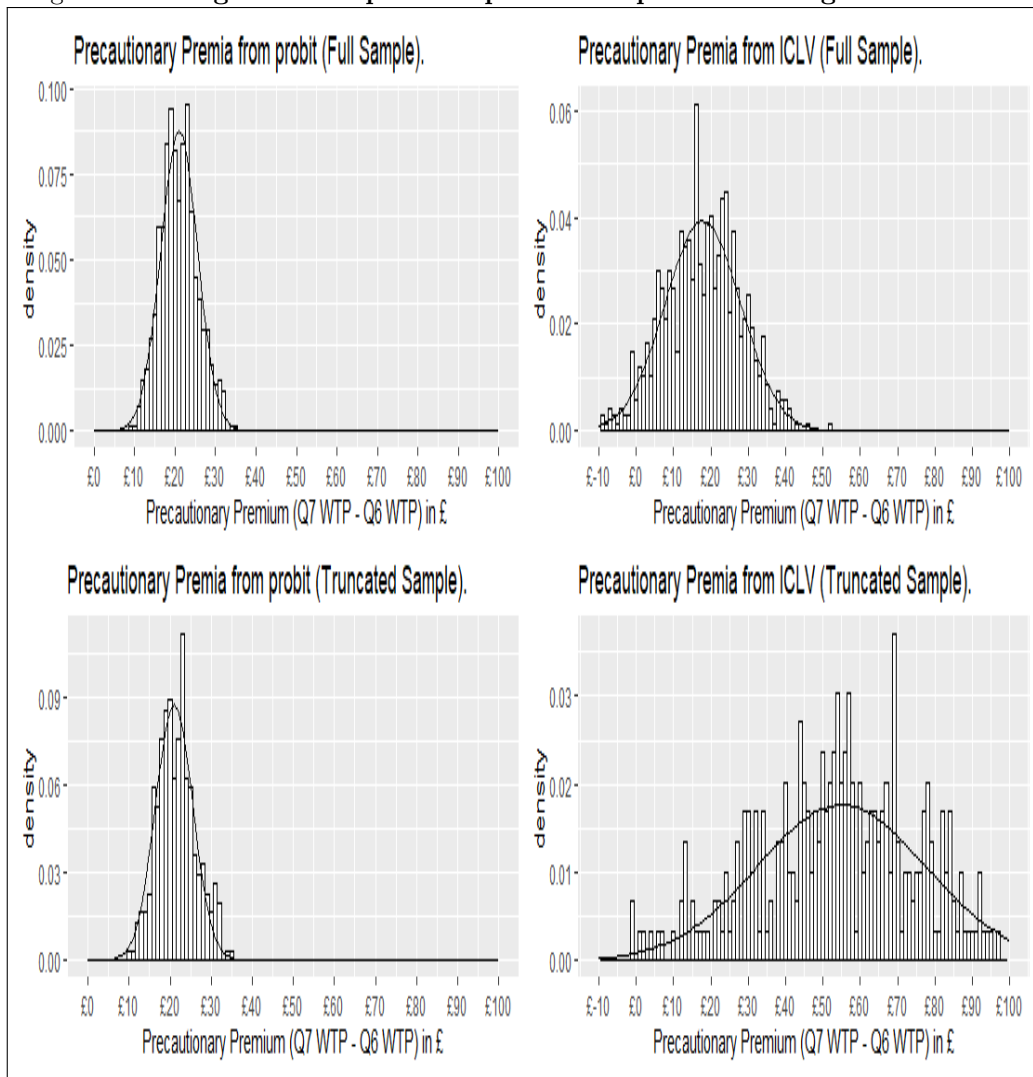 Precautionary Premia from probit (Full Sample).
0.100
0.075
0.050
0.025
0.000
density
£0 £10 £20 £30 £40 £50 £60 £70 £80 £90 £100
Precautionary Premium (Q7 WTP - Q6 WTP) in £
Precautionary Premia from ICLV (Full Sample).
0.06
0.04
0.02
0.00
density
£-10 £0 £10 £20 £30 £40 £50 £60 £70 £80 £90 £100
Precautionary Premium (Q7 WTP - Q6 WTP) in £
Precautionary Premia from probit (Truncated Sample).
0.09
0.06
0.03
0.00
density
£0 £10 £20 £30 £40 £50 £60 £70 £80 £90 £100
Precautionary Premium (Q7 WTP - Q6 WTP) in £
Precautionary Premia from ICLV (Truncated Sample).
0.03
0.02
0.01
0.00
density
£-10 £0 £10 £20 £30 £40 £50 £60 £70 £80 £90 £100
Precautionary Premium (Q7 WTP - Q6 WTP) in £